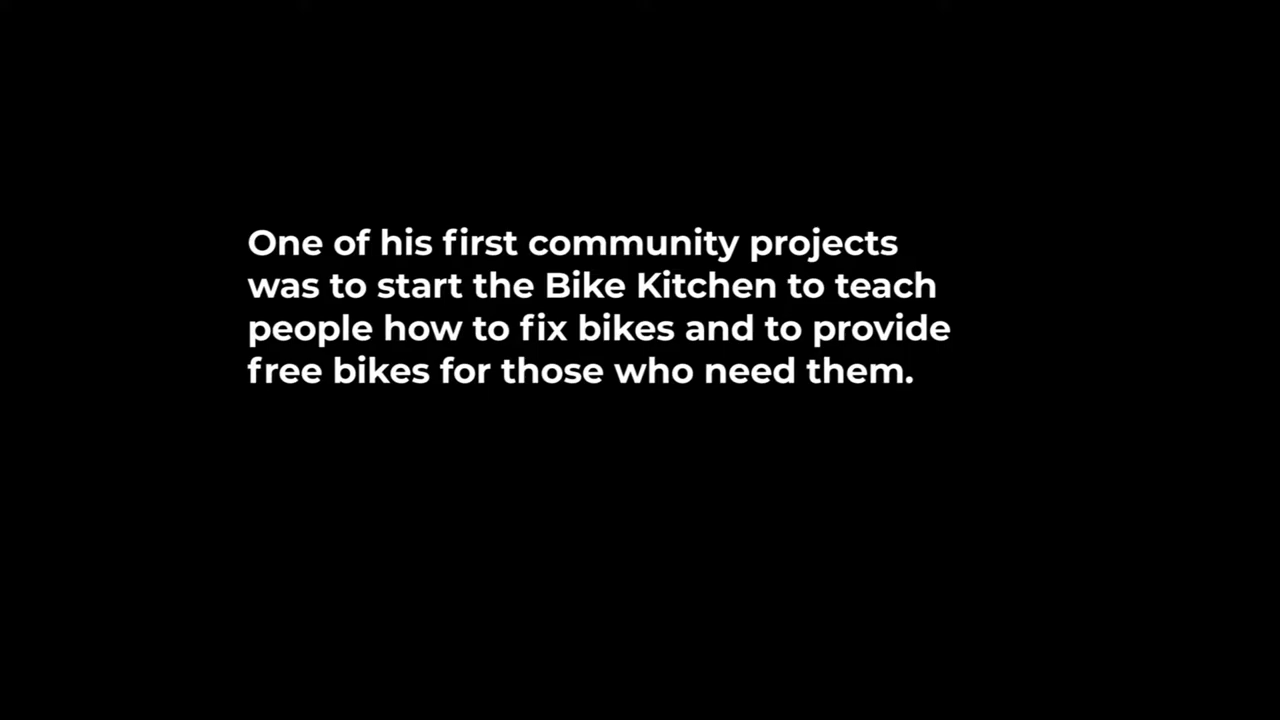 One of his first community projects
was to start the Bike Kitchen to teach
people how to fix bikes and to provide
free bikes for those who need them.